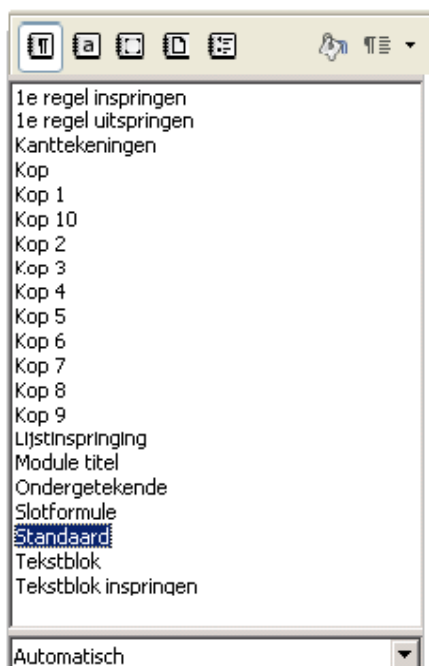 1e regel inspringen
1e regel uitspringen
Kanttekeningen
Kop
Kop 1
Kop 10
Kop 2
Kop 3
Kop 4
Kop 5
Kop 6
Kop 7
Kop 8
Kop 9
Lijstinspringing
Module titel
Ondergetekende
Slotformule
Standaard
Tekstblok
Tekstblok inspringen
Automatisch